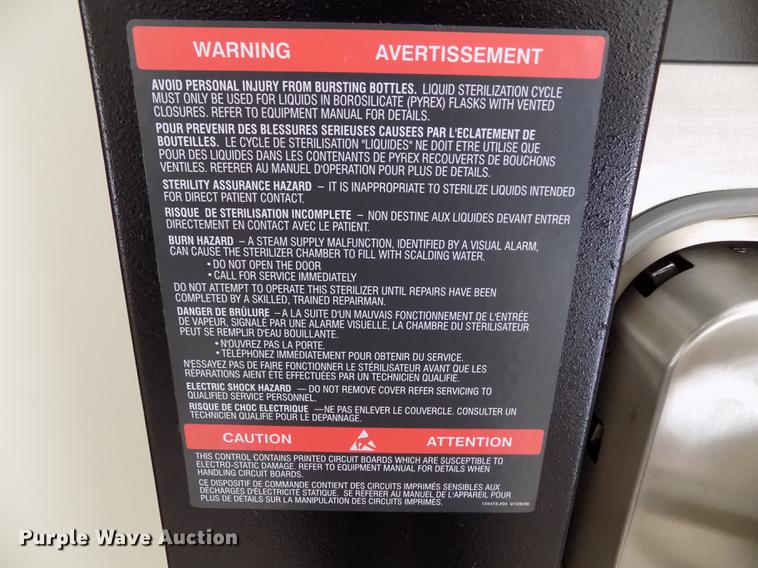 WARNING AVERTISSEMENT
AVOID PERSONAL INJURY FROM BURSTING BOTTLES. LIQUID STERILIZATION CYCLE
MUST ONLY BE USED FOR LIQUIDS IN BOROSILICATE (PYREX) FLASKS WITH VENTED
CLOSURES. REFER TO EQUIPMENT MANUAL FOR DETAILS.
POUR PREVENIR DES BLESSURES SERIEUSES CAUSEES PAR L'ECLATEMENT DE
BOUTEILLES. LE CYCLE DE STERILISATION "LIQUIDES" NE DOIT ETRE UTILISE QUE
POUR DES LIQUIDES DANS LES CONTENANTS DE PYREX RECOUVERTS DE BOUCHONS
VENTILES. REFERER AU MANUEL D'OPERATION POUR PLUS DE DETAILS.
STERILITY ASSURANCE HAZARD – IT IS INAPPROPRIATE TO STERILIZE LIQUIDS INTENDED
FOR DIRECT PATIENT CONTACT.
RISQUE DE STERILISATION INCOMPLETE – NON DESTINE AUX LIQUIDES DEVANT ENTRER
DIRECTEMENT EN CONTACT AVEC LE PATIENT.
BURN HAZARD – A STEAM SUPPLY MALFUNCTION, IDENTIFIED BY A VISUAL ALARM,
CAN CAUSE THE STERILIZER CHAMBER TO FILL WITH SCALDING WATER.
• DO NOT OPEN THE DOOR
• CALL FOR SERVICE IMMEDIATELY
DO NOT ATTEMPT TO OPERATE THIS STERILIZER UNTIL REPAIRS HAVE BEEN
COMPLETED BY A SKILLED, TRAINED REPAIRMAN.
DANGER DE BRÛLURE – A LA SUITE D'UN MAUVAIS FONCTIONNEMENT DE L'ENTRÉE
DE VAPEUR, SIGNALÉ PAR UNE ALARME VISUELLE, LA CHAMBRE DU STÉRILISATEUR
PEUT SE REMPLIR D'EAU BOUILLANTE.
• N'OUVREZ PAS LA PORTE.
• TÉLÉPHONEZ IMMEDIATEMENT POUR OBTENIR DU SERVICE.
N'ESSAYEZ PAS DE FAIRE FONCTIONNER LE STÉRILISATEUR AVANT QUE LES
RÉPARATIONS AIENT ÉTÉ EFFECTUÉES PAR UN TECHNICIEN QUALIFIE.
ELECTRIC SHOCK HAZARD — DO NOT REMOVE COVER REFER SERVICING TO
QUALIFIED SERVICE PERSONNEL.
RISQUE DE CHOC ELECTRIQUE —NE PAS ENLEVER LE COUVERCLE. CONSULTER UN
TECHNICIEN QUALIFIE POUR LE DEPANNAGE.
CAUTION ATTENTION
THIS CONTROL CONTAINS PRINTED CIRCUIT BOARDS WHICH ARE SUSCEPTIBLE TO
ELECTRO-STATIC DAMAGE. REFER TO EQUIPMENT MANUAL FOR DETAILS WHEN
HANDLING CIRCUIT BOARDS.
CE DISPOSITIF DE COMMANDE CONTIENT DES CIRCUITS IMPRIMÉS SENSIBLES AUX
DÉCHARGES D'ÉLECTRICITÉ STATIQUE. SE RÉFÉRER AU MANUEL DE L'APPAREIL POUR
PLUS DE DÉTAILS SUR LA MANIPULATION DES CIRCUITS IMPRIMÉS.
Purple Wave Auction